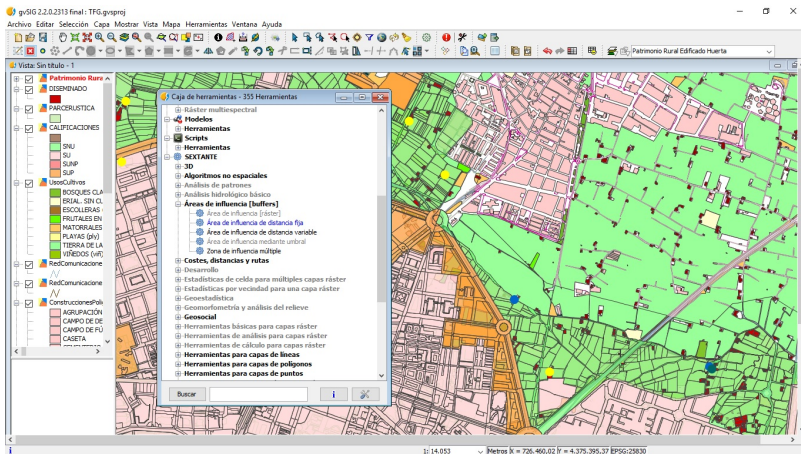 gvSIG 2.2.0.2313 final : TFG.gvsproj
Archivo Editar Selección Capa Mostrar Vista Mapa Herramientas Ventana Ayuda
Patrimonio Rural Edificado Huerta
Vista: Sin título - 1
Patrimonio Rura
DISEMINADO
PARCERUSTICA
CALIFICACIONES
SNU
SU
SUNP
SUP
UsosCultivos
BOSQUES CLA
ERIAL. SIN CU
ESCOLLERAS
FRUTALES EN
MATORRALES
PLAYAS (ply)
TIERRA DE LA
VIÑEDOS (viñ)
RedComunicacione
RedComunicacione
ConstruccionesPoli
AGRUPACIÓN
CAMPO DE DE
CAMPO DE FÚ
CASETA
Caja de herramientas - 355 Herramientas
Ráster multiespectral
Modelos
Herramientas
Scripts
Herramientas
SEXTANTE
3D
Algoritmos no espaciales
Análisis de patrones
Análisis hidrológico básico
Áreas de influencia [buffers]
Área de influencia [ráster]
Área de influencia de distancia fija
Área de influencia de distancia variable
Área de influencia mediante umbral
Zona de influencia múltiple
Costes, distancias y rutas
Desarrollo
Estadísticas de celda para múltiples capas ráster
Estadísticas por vecindad para una capa ráster
Geoestadística
Geomorfometría y análisis del relieve
Geosocial
Herramientas básicas para capas ráster
Herramientas de análisis para capas ráster
Herramientas de cálculo para capas ráster
Herramientas para capas de líneas
Herramientas para capas de polígonos
Herramientas para capas de puntos
Buscar
i
i
1: 14.053
Metros X = 726.460,02 Y = 4.375.395,37 EPSG:25830